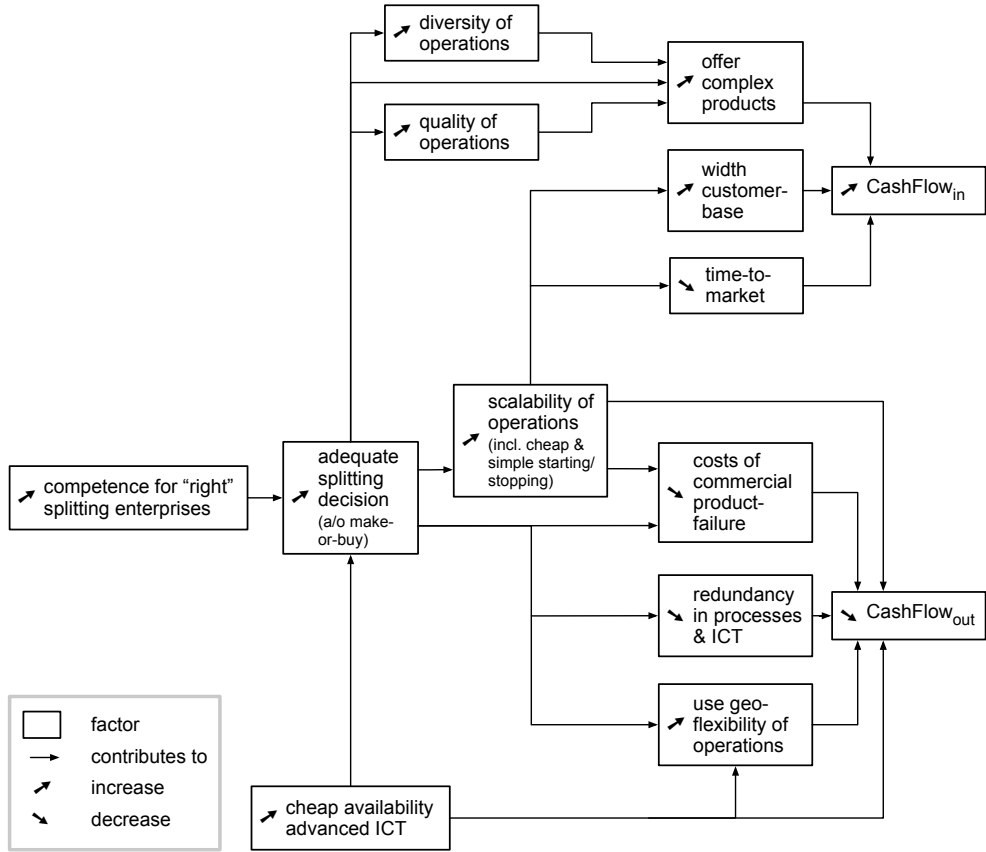 diversity of
operations
offer
complex
products
quality of
operations
width
customer-
base
CashFlow_in
time-to-
market
scalability of
operations
(incl. cheap &
simple starting/
stopping)
adequate
splitting
decision
(a/o make-
or-buy)
competence for “right”
splitting enterprises
costs of
commercial
product-
failure
redundancy
in processes
& ICT
CashFlow_out
use geo-
flexibility of
operations
factor
contributes to
increase
decrease
cheap availability
advanced ICT